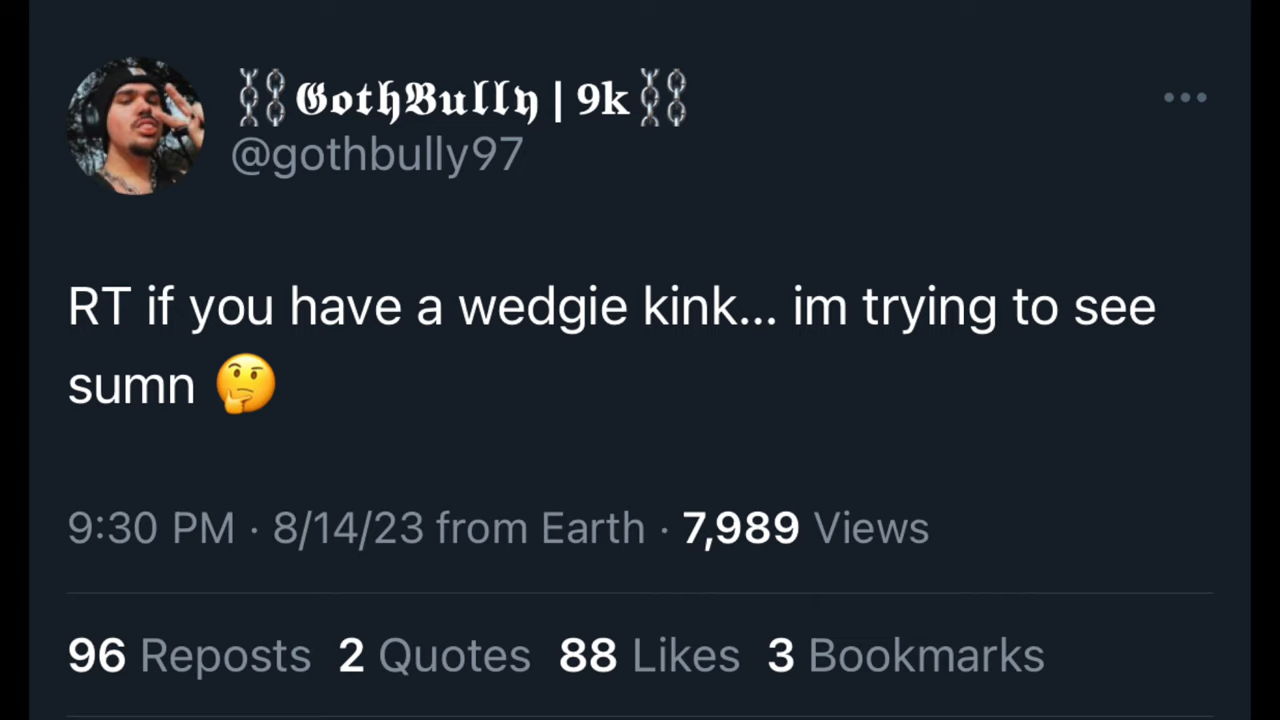 ⛓️𝕲𝖔𝖙𝖍𝕭𝖚𝖑𝖑𝖞 | 9k⛓️
@gothbully97
RT if you have a wedgie kink... im trying to see
sumn 🤔
9:30 PM · 8/14/23 from Earth · 7,989 Views
96 Reposts 2 Quotes 88 Likes 3 Bookmarks